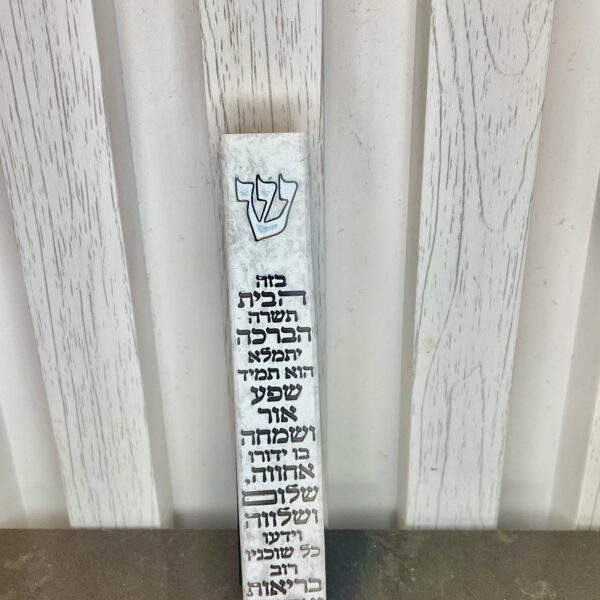 ש
בזה
הבית
תשרה
הברכה
יתמלא
הוא תמיד
שפע
אור
ושמחה
בו ידורו
אחווה,
שלום
ושלווה
וידעו
כל שוכניו
רוב
בריאות